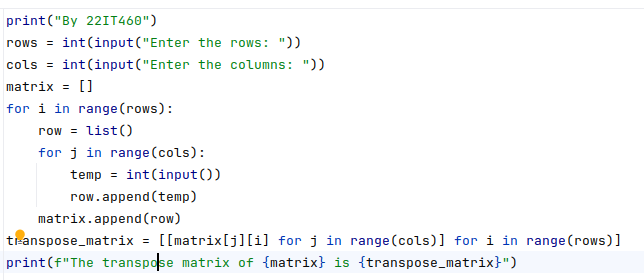 print("By 22IT460")
rows = int(input("Enter the rows: "))
cols = int(input("Enter the columns: "))
matrix = []
for i in range(rows):
    row = list()
    for j in range(cols):
        temp = int(input())
        row.append(temp)
    matrix.append(row)
transpose_matrix = [[matrix[j][i] for j in range(cols)] for i in range(rows)]
print(f"The transpose matrix of {matrix} is {transpose_matrix}")